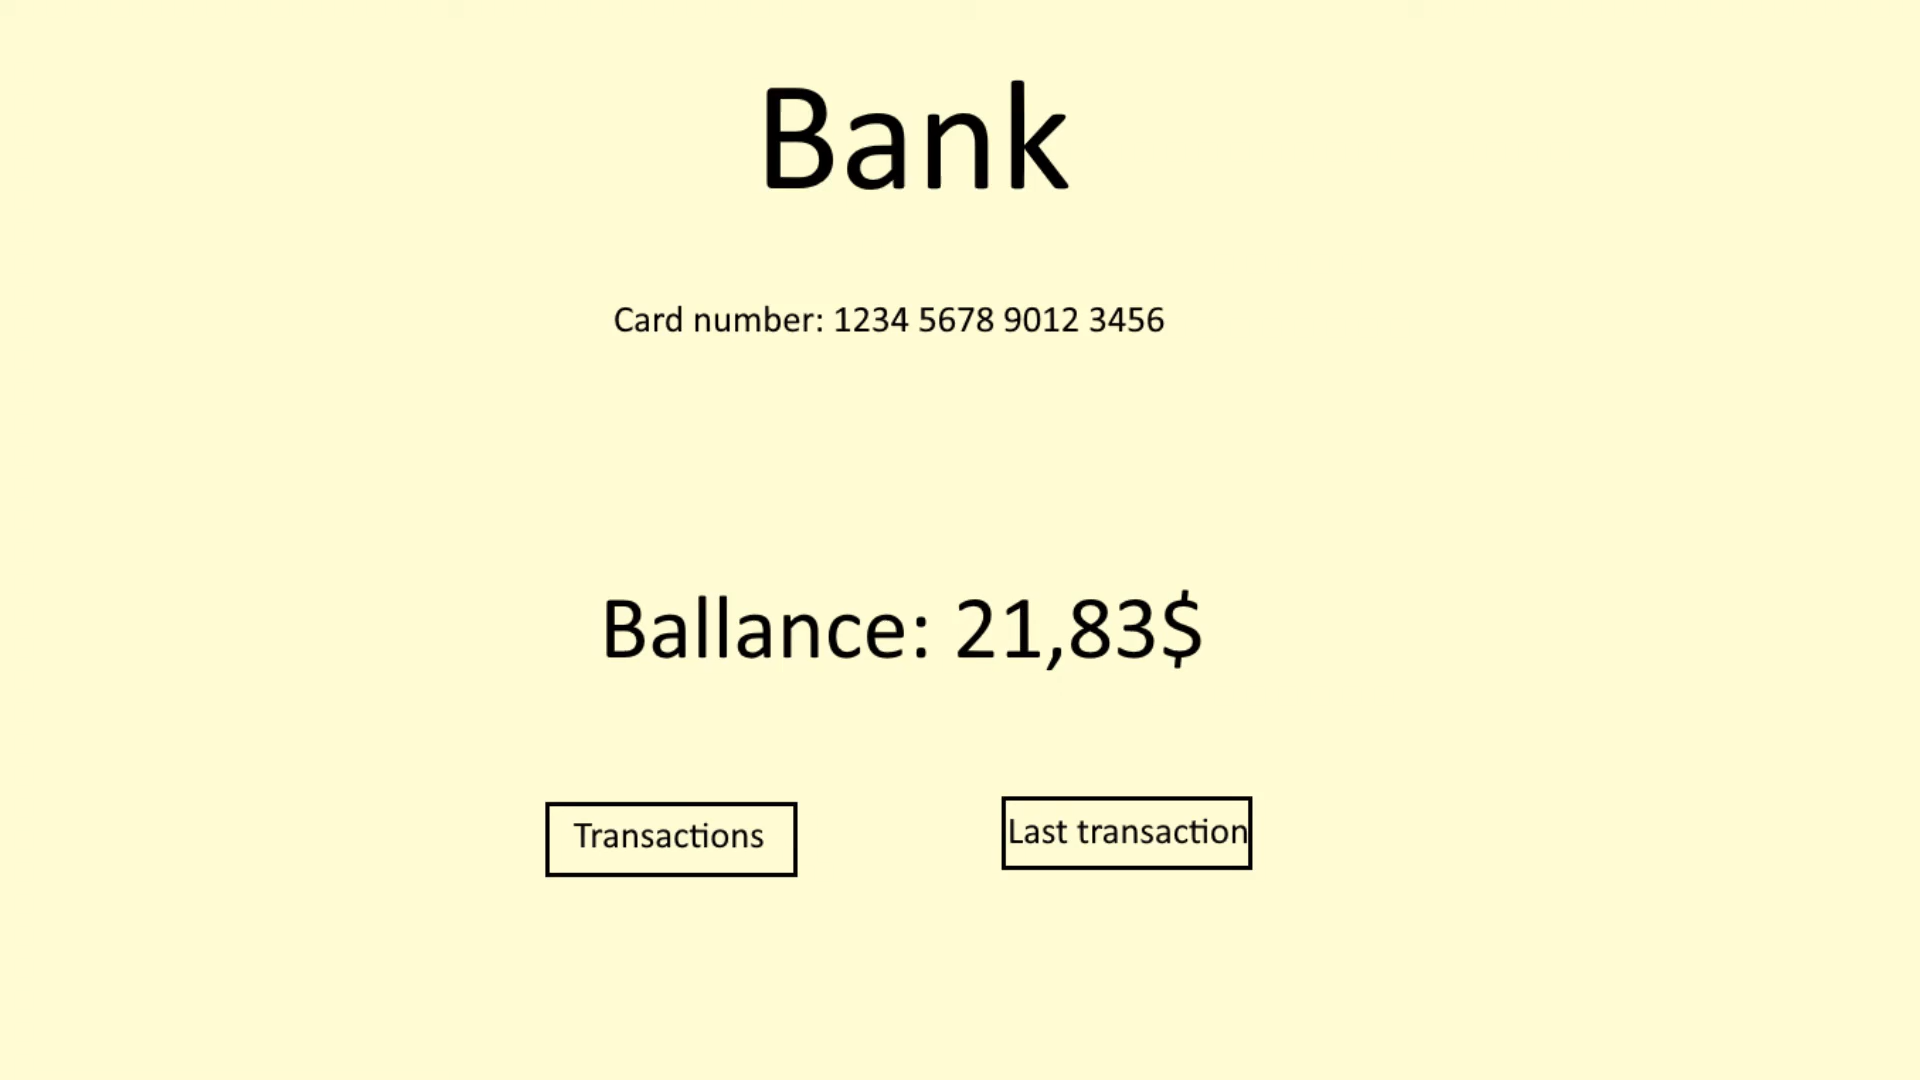 Bank
Card number: 1234 5678 9012 3456
Ballance: 21,83$
Transactions
Last transaction